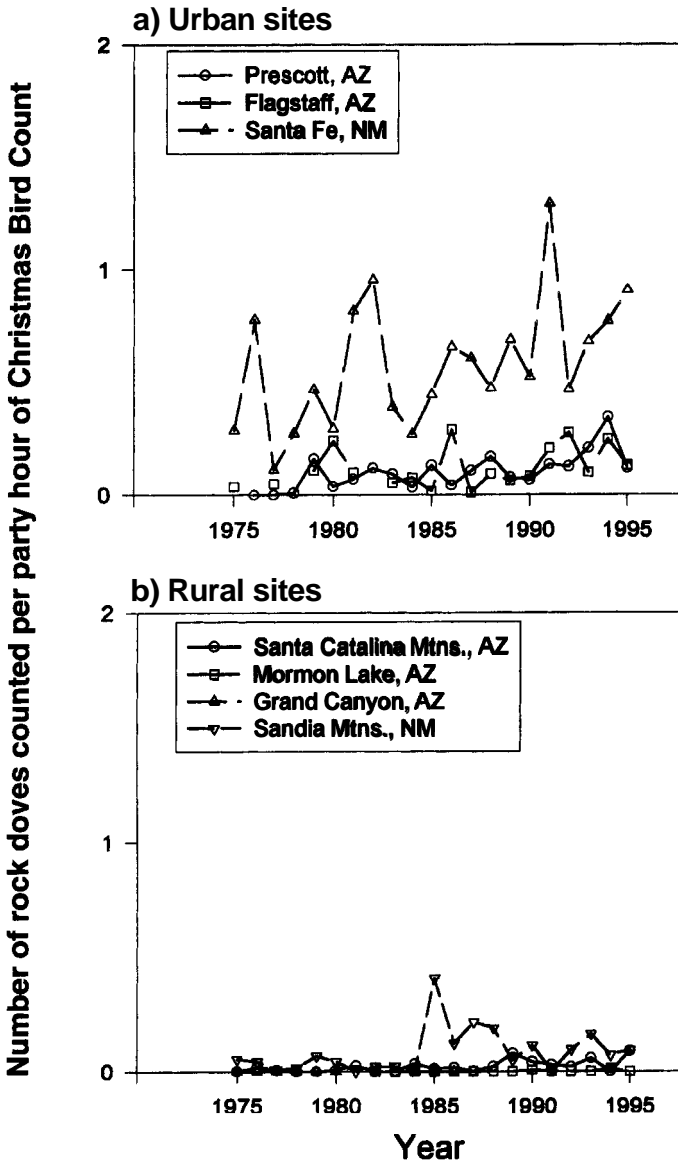 Number of rock doves counted per party hour of Christmas Bird Count
a) Urban sites
2
Prescott, AZ
Flagstaff, AZ
Santa Fe, NM
1
0
1975 1980 1985 1990 1995
b) Rural sites
2
Santa Catalina Mtns., AZ
Mormon Lake, AZ
Grand Canyon, AZ
Sandia Mtns., NM
1
0
1975 1980 1985 1990 1995
Year